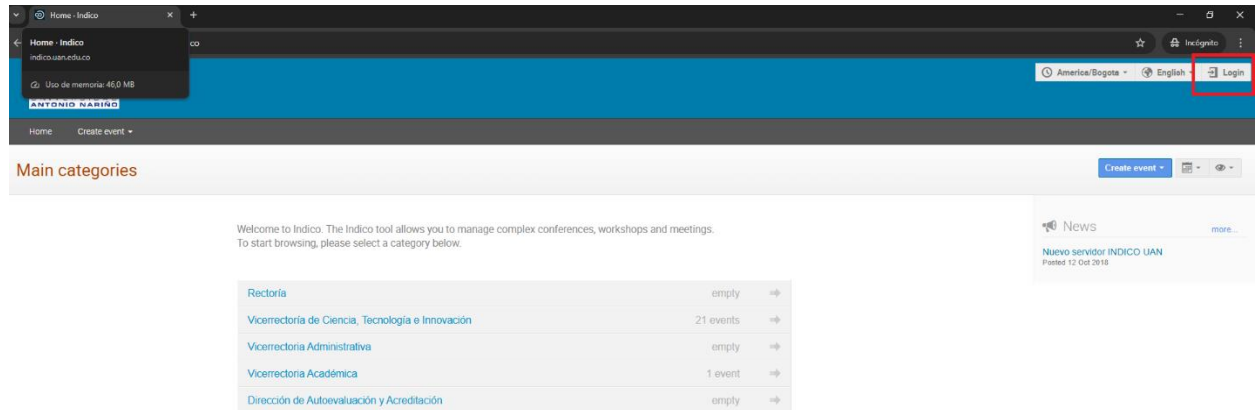 Home - Indico
Home - Indico
indico.uan.edu.co
co
Incógnito
Uso de memoria: 46,0 MB
America/Bogota
English
Login
ANTONIO NARIÑO
Home Create event
Main categories
Create event
Welcome to Indico. The Indico tool allows you to manage complex conferences, workshops and meetings.
To start browsing, please select a category below.
News more...
Nuevo servidor INDICO UAN
Posted 12 Oct 2018
Rectoría empty
Vicerrectoría de Ciencia, Tecnología e Innovación 21 events
Vicerrectoria Administrativa empty
Vicerrectoria Académica 1 event
Dirección de Autoevaluación y Acreditación empty